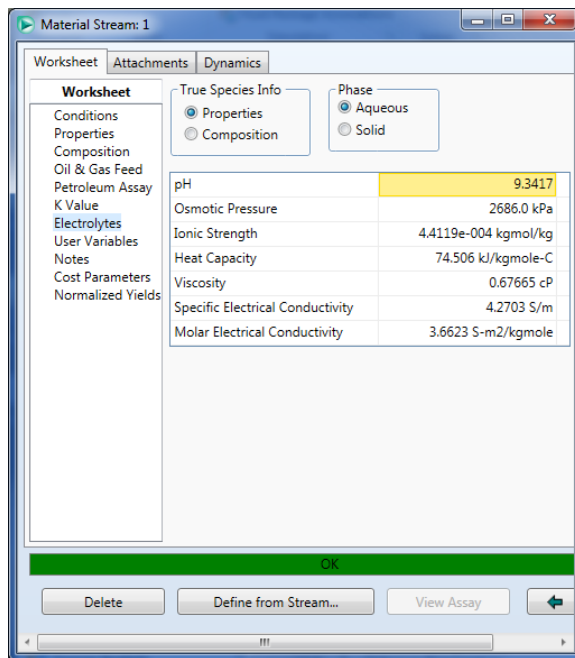 Material Stream: 1
Worksheet Attachments Dynamics
Worksheet
Conditions
Properties
Composition
Oil & Gas Feed
Petroleum Assay
K Value
Electrolytes
User Variables
Notes
Cost Parameters
Normalized Yields
True Species Info
Properties
Composition
Phase
Aqueous
Solid
pH 9.3417
Osmotic Pressure 2686.0 kPa
Ionic Strength 4.4119e-004 kgmol/kg
Heat Capacity 74.506 kJ/kgmole-C
Viscosity 0.67665 cP
Specific Electrical Conductivity 4.2703 S/m
Molar Electrical Conductivity 3.6623 S-m2/kgmole
OK
Delete Define from Stream... View Assay